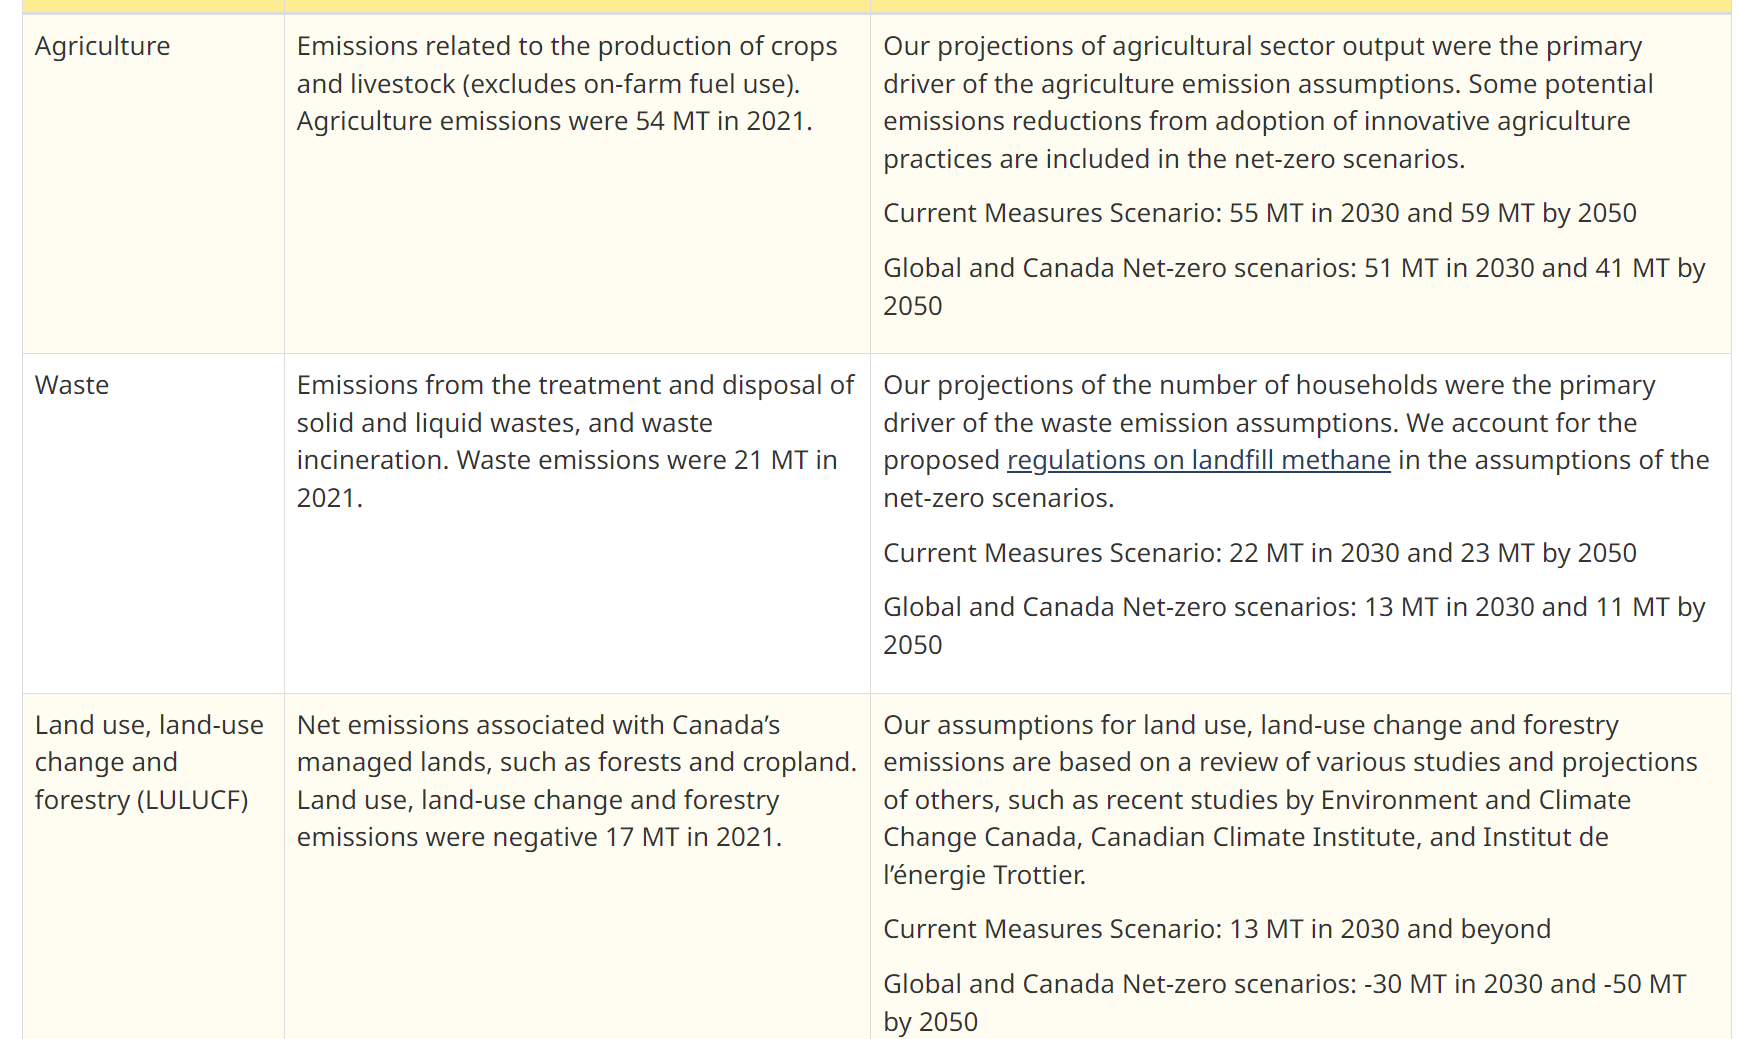 Agriculture
Emissions related to the production of crops
and livestock (excludes on-farm fuel use).
Agriculture emissions were 54 MT in 2021.
Our projections of agricultural sector output were the primary
driver of the agriculture emission assumptions. Some potential
emissions reductions from adoption of innovative agriculture
practices are included in the net-zero scenarios.
Current Measures Scenario: 55 MT in 2030 and 59 MT by 2050
Global and Canada Net-zero scenarios: 51 MT in 2030 and 41 MT by
2050
Waste
Emissions from the treatment and disposal of
solid and liquid wastes, and waste
incineration. Waste emissions were 21 MT in
2021.
Our projections of the number of households were the primary
driver of the waste emission assumptions. We account for the
proposed regulations on landfill methane in the assumptions of the
net-zero scenarios.
Current Measures Scenario: 22 MT in 2030 and 23 MT by 2050
Global and Canada Net-zero scenarios: 13 MT in 2030 and 11 MT by
2050
Land use, land-use
change and
forestry (LULUCF)
Net emissions associated with Canada’s
managed lands, such as forests and cropland.
Land use, land-use change and forestry
emissions were negative 17 MT in 2021.
Our assumptions for land use, land-use change and forestry
emissions are based on a review of various studies and projections
of others, such as recent studies by Environment and Climate
Change Canada, Canadian Climate Institute, and Institut de
l’énergie Trottier.
Current Measures Scenario: 13 MT in 2030 and beyond
Global and Canada Net-zero scenarios: -30 MT in 2030 and -50 MT
by 2050